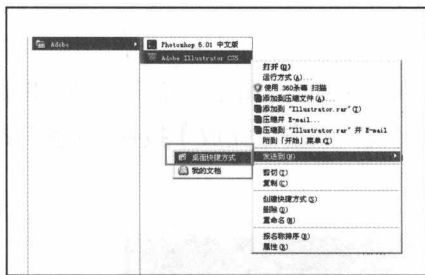 Adobe
Photoshop 6.01 中文版
Adobe Illustrator CS5
打开(O)
运行方式(A)...
使用 360杀毒 扫描
添加到压缩文件(A)...
添加到 "Illustrator.rar"(T)
压缩并 E-mail...
压缩到 "Illustrator.rar" 并 E-mail
附到「开始」菜单(I)
发送到(N)
桌面快捷方式
我的文档
剪切(T)
复制(C)
创建快捷方式(S)
删除(D)
重命名(M)
按名称排序(B)
属性(R)